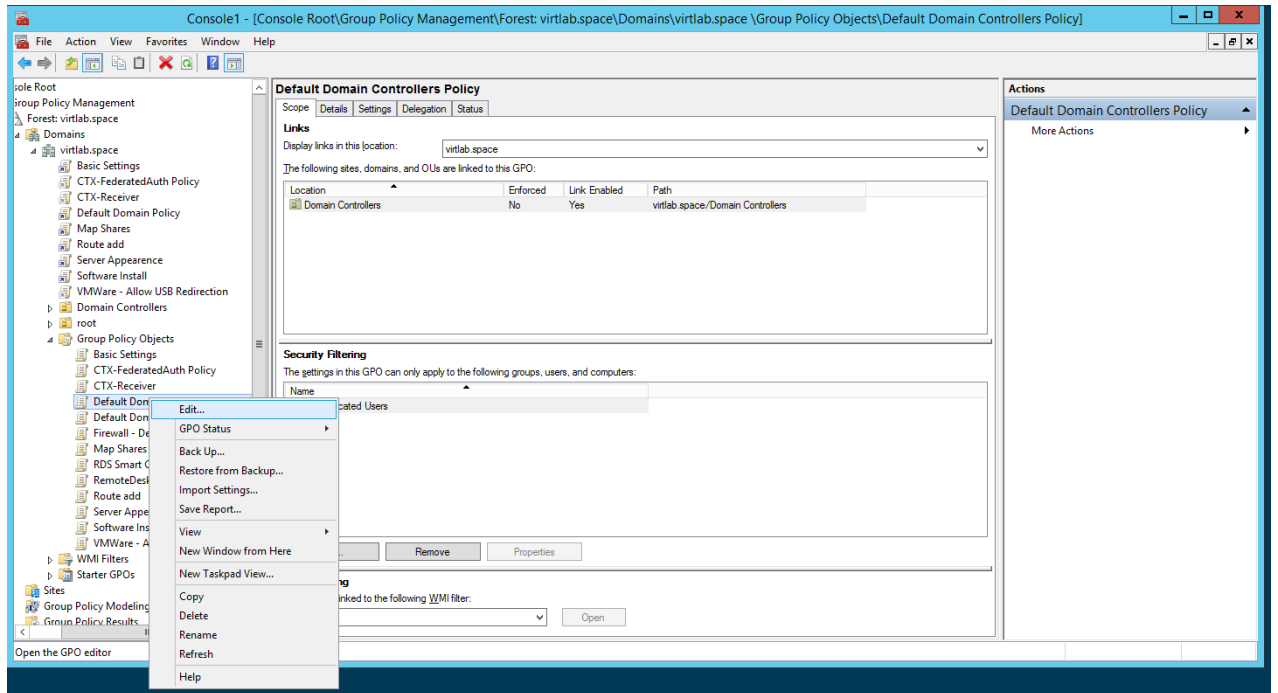 Console1 - [Console Root\Group Policy Management\Forest: virtlab.space\Domains\virtlab.space \Group Policy Objects\Default Domain Controllers Policy]
File Action View Favorites Window Help
sole Root
Group Policy Management
Forest: virtlab.space
Domains
virtlab.space
Basic Settings
CTX-FederatedAuth Policy
CTX-Receiver
Default Domain Policy
Map Shares
Route add
Server Appearence
Software Install
VMWare - Allow USB Redirection
Domain Controllers
root
Group Policy Objects
Basic Settings
CTX-FederatedAuth Policy
CTX-Receiver
Default Don
Default Don
Firewall - De
Map Shares
RDS Smart C
RemoteDesk
Route add
Server Appe
Software Ins
VMWare - A
WMI Filters
Starter GPOs
Sites
Group Policy Modeling
Group Policy Results
Open the GPO editor
Edit...
GPO Status
Back Up...
Restore from Backup...
Import Settings...
Save Report...
View
New Window from Here
New Taskpad View...
Copy
Delete
Rename
Refresh
Help
Default Domain Controllers Policy
Scope Details Settings Delegation Status
Links
Display links in this location: virtlab.space
The following sites, domains, and OUs are linked to this GPO:
Location Enforced Link Enabled Path
Domain Controllers No Yes virtlab.space/Domain Controllers
Security Filtering
The settings in this GPO can only apply to the following groups, users, and computers:
Name
cated Users
... Remove Properties
ng
inked to the following WMI filter:
Open
Actions
Default Domain Controllers Policy
More Actions